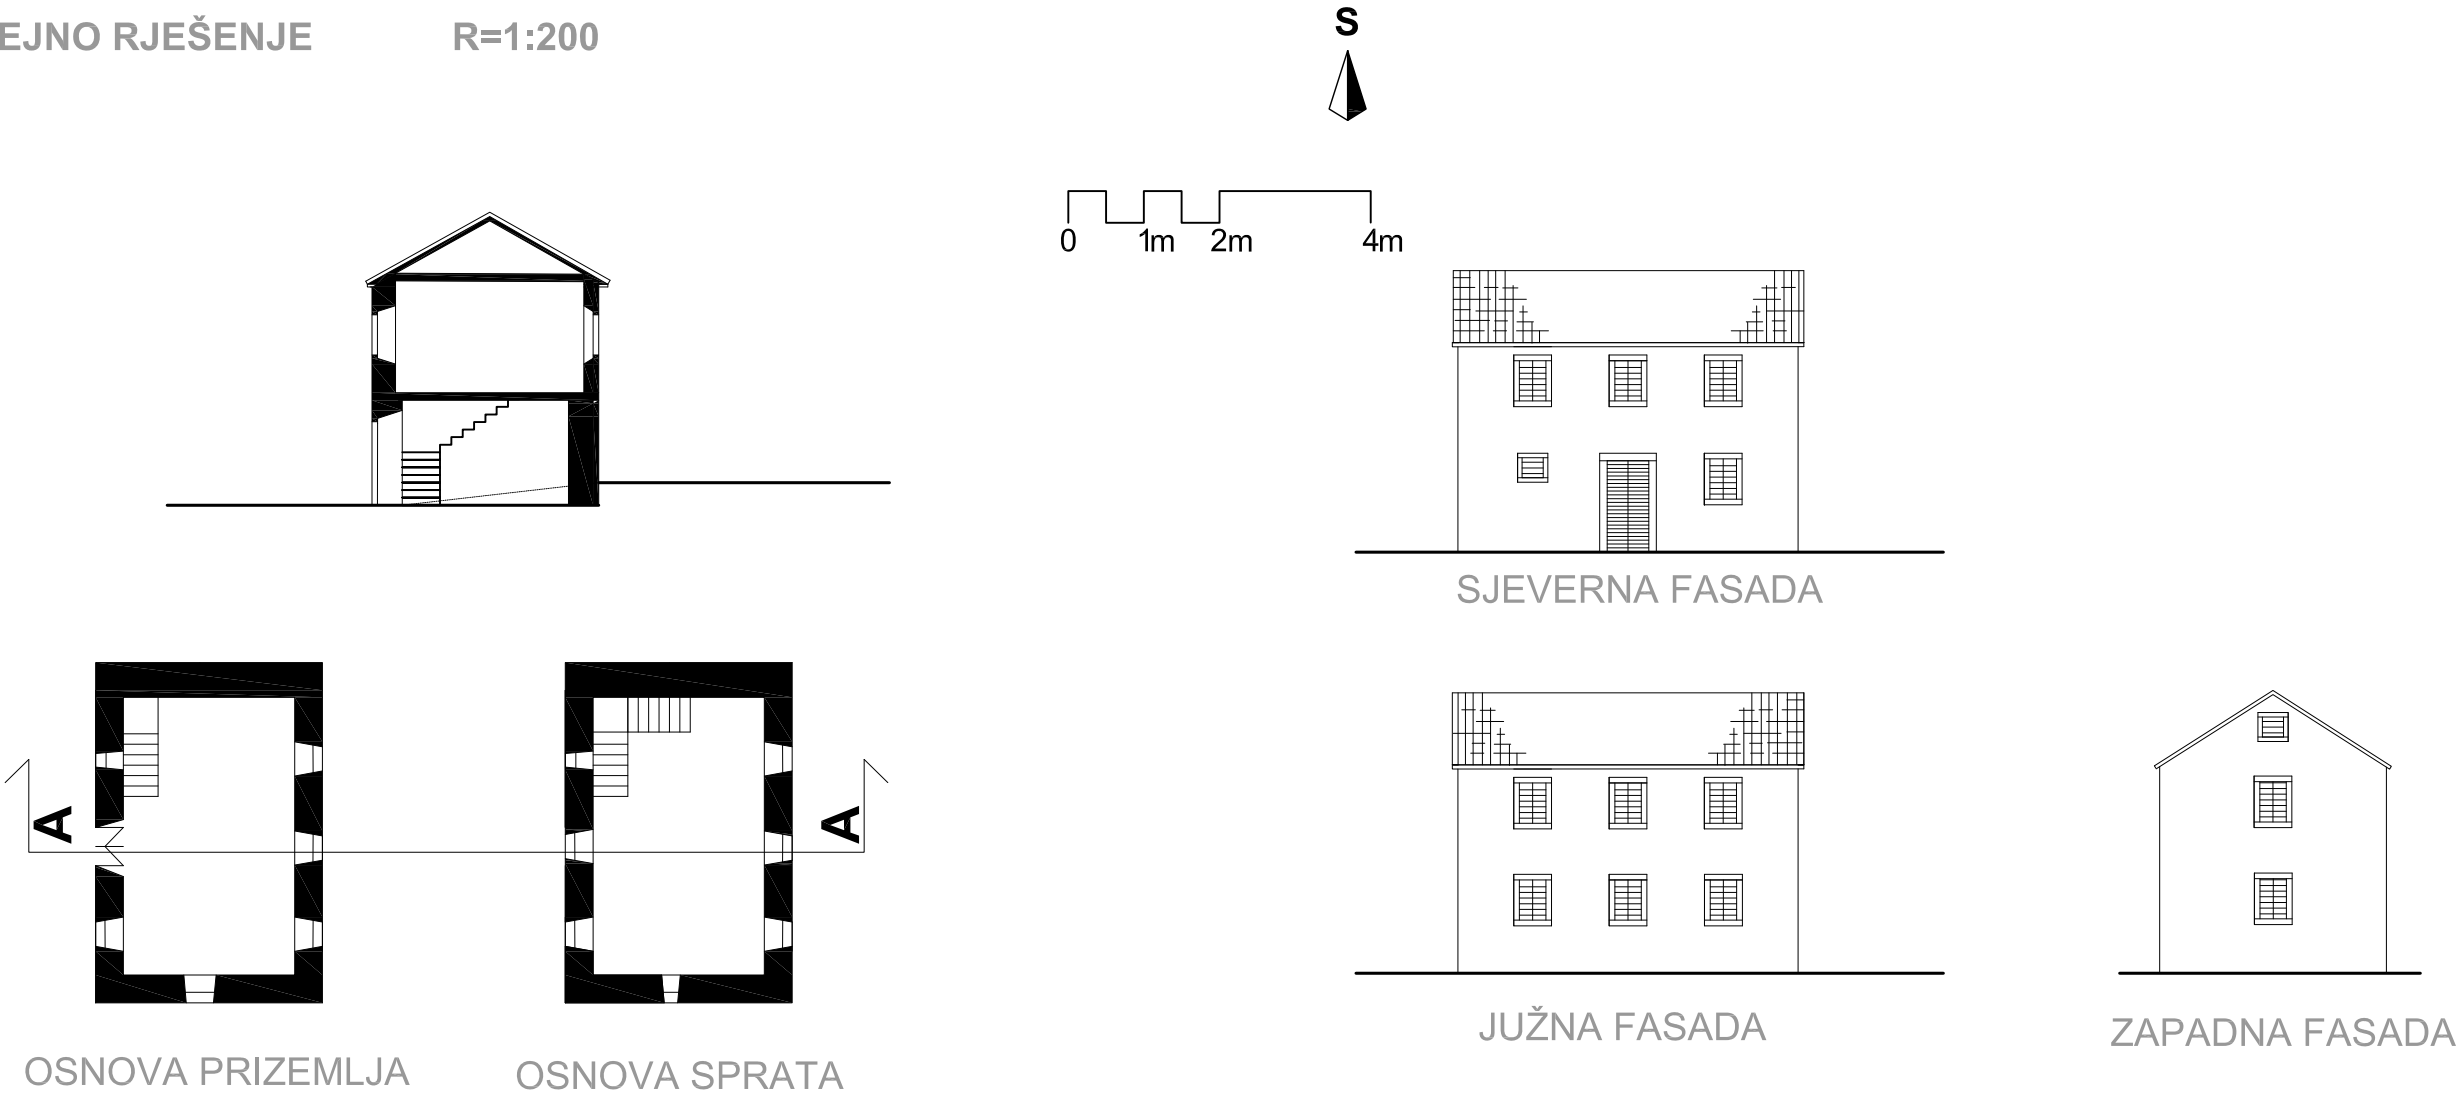 EJNO RJEŠENJE R=1:200
S
0 1m 2m 4m
SJEVERNA FASADA
A A
JUŽNA FASADA
ZAPADNA FASADA
OSNOVA PRIZEMLJA
OSNOVA SPRATA